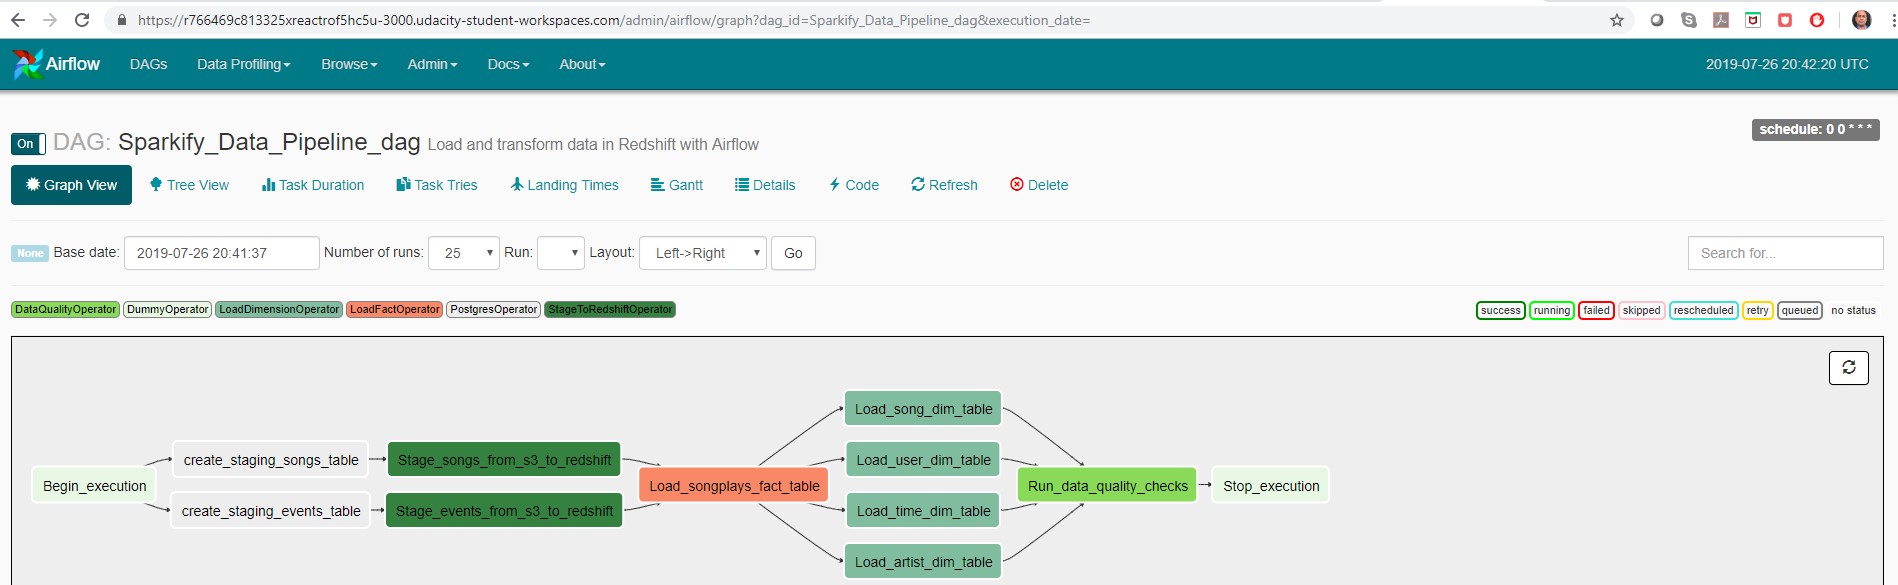 https://r766469c813325xreactrof5hc5u-3000.udacity-student-workspaces.com/admin/airflow/graph?dag_id=Sparkify_Data_Pipeline_dag&execution_date=
Airflow DAGs Data Profiling Browse Admin Docs About 2019-07-26 20:42:20 UTC
On DAG: Sparkify_Data_Pipeline_dag Load and transform data in Redshift with Airflow schedule: 0 0 * * *
Graph View Tree View Task Duration Task Tries Landing Times Gantt Details Code Refresh Delete
None Base date: 2019-07-26 20:41:37 Number of runs: 25 Run: Layout: Left->Right Go Search for...
DataQualityOperator DummyOperator LoadDimensionOperator LoadFactOperator PostgresOperator StageToRedshiftOperator success running failed skipped rescheduled retry queued no status
Begin_execution
create_staging_songs_table
create_staging_events_table
Stage_songs_from_s3_to_redshift
Stage_events_from_s3_to_redshift
Load_songplays_fact_table
Load_song_dim_table
Load_user_dim_table
Load_time_dim_table
Load_artist_dim_table
Run_data_quality_checks
Stop_execution